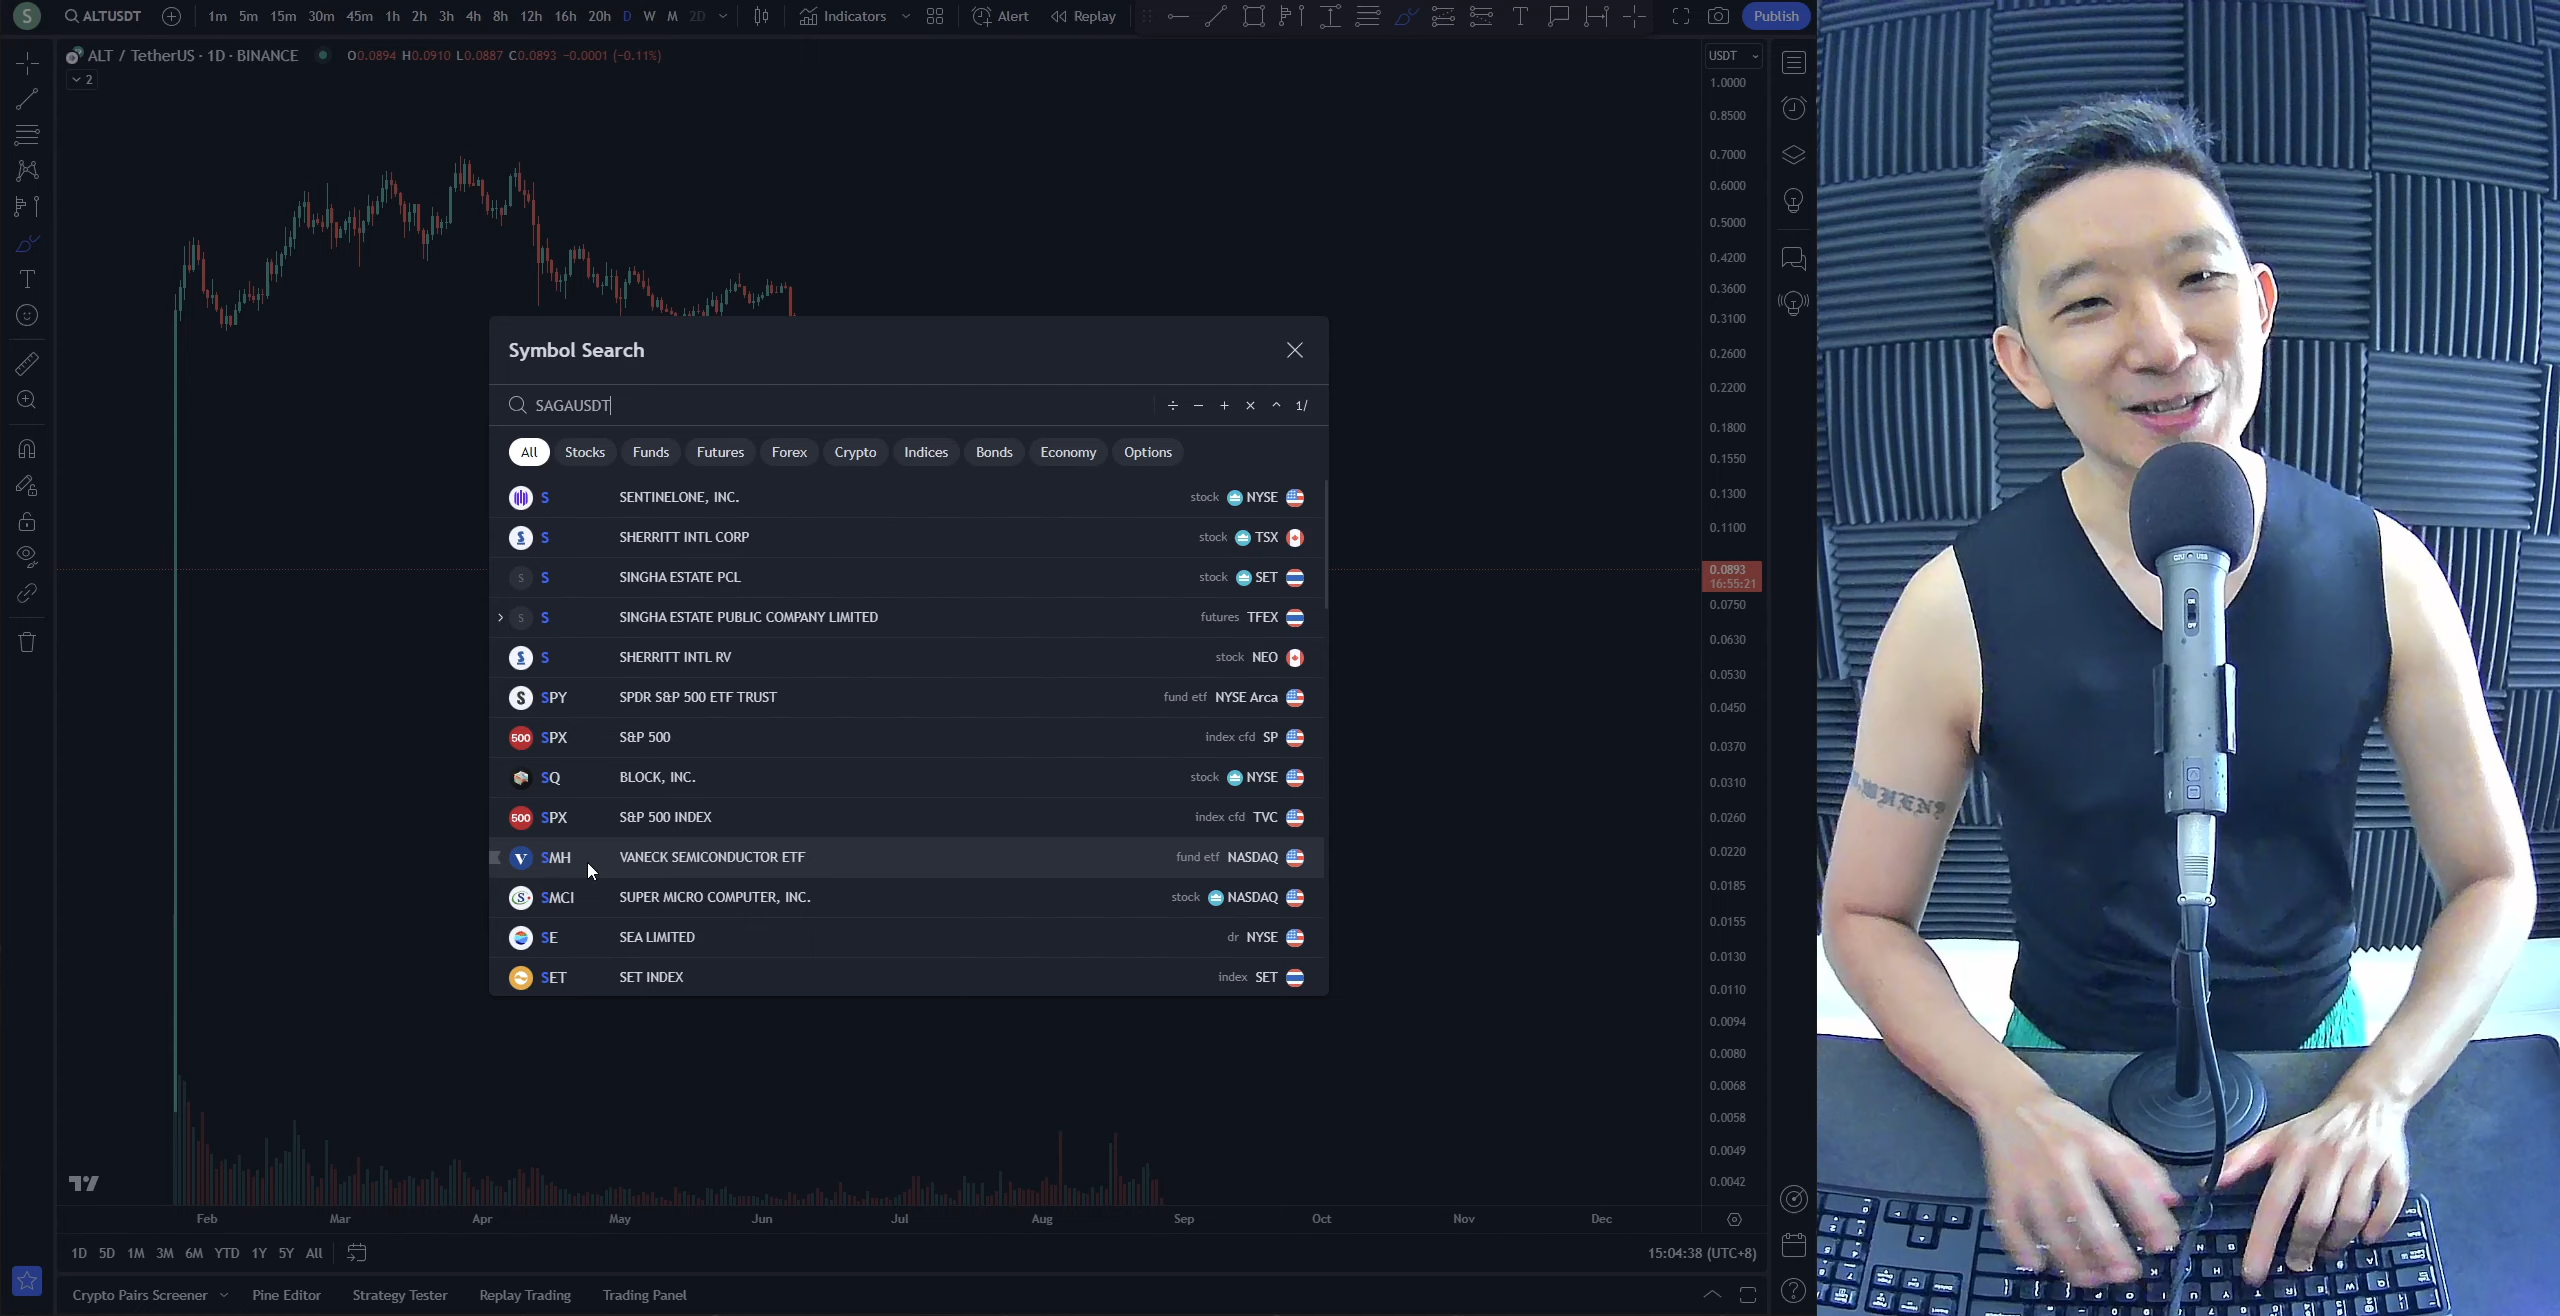 S ALTUSDT 1m 5m 15m 30m 45m 1h 2h 3h 4h 8h 12h 16h 20h D W M 2D Indicators Alert Replay Publish
ALT / TetherUS · 1D · BINANCE O0.0894 H0.0910 L0.0887 C0.0893 −0.0001 (−0.11%) USDT
2
1.0000
0.8500
0.7000
0.6000
0.5000
0.4200
0.3600
0.3100
0.2600
0.2200
0.1800
0.1550
0.1300
0.1100
0.0893
16:55:21
0.0750
0.0630
0.0530
0.0450
0.0370
0.0310
0.0260
0.0220
0.0185
0.0155
0.0130
0.0110
0.0094
0.0080
0.0068
0.0058
0.0049
0.0042
Symbol Search
SAGAUSDT ÷ − + × ^ 1/
All Stocks Funds Futures Forex Crypto Indices Bonds Economy Options
S SENTINELONE, INC. stock NYSE
S SHERRITT INTL CORP stock TSX
S S SINGHA ESTATE PCL stock SET
S S SINGHA ESTATE PUBLIC COMPANY LIMITED futures TFEX
S SHERRITT INTL RV stock NEO
S SPY SPDR S&P 500 ETF TRUST fund etf NYSE Arca
500 SPX S&P 500 index cfd SP
SQ BLOCK, INC. stock NYSE
500 SPX S&P 500 INDEX index cfd TVC
V SMH VANECK SEMICONDUCTOR ETF fund etf NASDAQ
S SMCI SUPER MICRO COMPUTER, INC. stock NASDAQ
SE SEA LIMITED dr NYSE
SET SET INDEX index SET
Feb Mar Apr May Jun Jul Aug Sep Oct Nov Dec
1D 5D 1M 3M 6M YTD 1Y 5Y All 15:04:38 (UTC+8)
Crypto Pairs Screener Pine Editor Strategy Tester Replay Trading Trading Panel